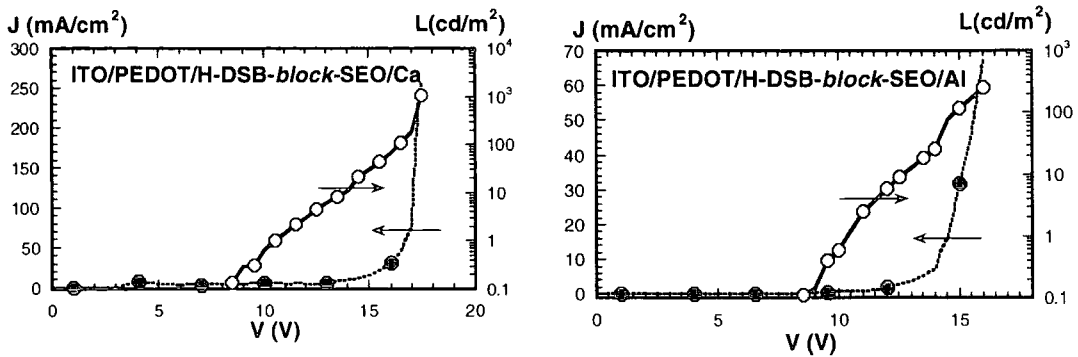 J (mA/cm²) L(cd/m²)
300 10⁴
ITO/PEDOT/H-DSB-block-SEO/Ca
250
1000
200
150 100
100 10
50 1
0 0.1
0 5 10 15 20
V (V)
J (mA/cm²) L(cd/m²)
70 10³
ITO/PEDOT/H-DSB-block-SEO/Al
60
50 100
40
30 10
20
1
10
0 0.1
0 5 10 15
V (V)